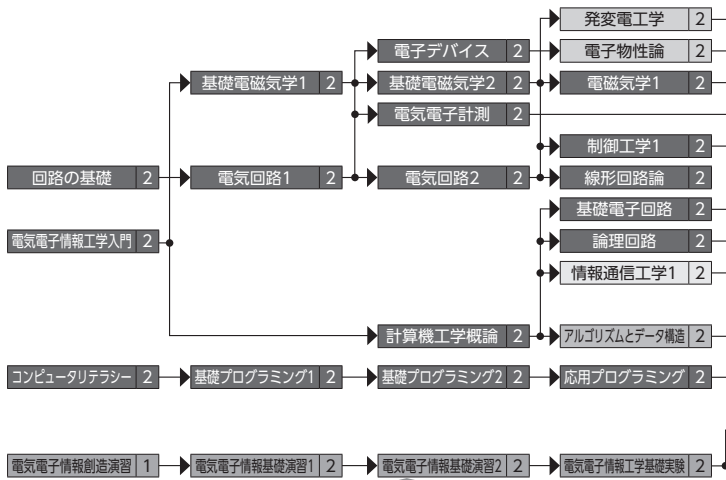 発変電工学 2
電子デバイス 2 電子物性論 2
基礎電磁気学1 2 基礎電磁気学2 2 電磁気学1 2
電気電子計測 2
制御工学1 2
回路の基礎 2 電気回路1 2 電気回路2 2 線形回路論 2
基礎電子回路 2
電気電子情報工学入門 2 論理回路 2
情報通信工学1 2
計算機工学概論 2 アルゴリズムとデータ構造 2
コンピュータリテラシー 2 基礎プログラミング1 2 基礎プログラミング2 2 応用プログラミング 2
電気電子情報創造演習 1 電気電子情報基礎演習1 2 電気電子情報基礎演習2 2 電気電子情報工学基礎実験 2